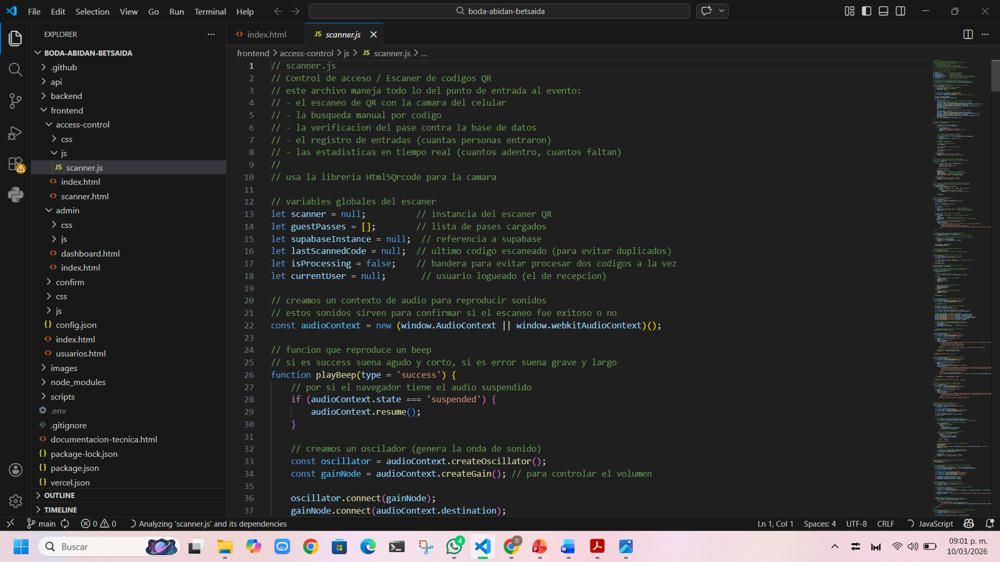 File Edit Selection View Go Run Terminal Help
boda-abidan-betsaida
EXPLORER
BODA-ABIDAN-BETSAIDA
.github
api
backend
frontend
access-control
css
js
JS scanner.js
index.html
scanner.html
admin
css
js
dashboard.html
index.html
confirm
css
js
{} config.json
index.html
usuarios.html
images
node_modules
scripts
.env
.gitignore
documentacion-tecnica.html
{} package-lock.json
{} package.json
{} vercel.json
OUTLINE
TIMELINE
index.html
JS scanner.js
frontend > access-control > js > JS scanner.js > ...
1 // scanner.js
2 // Control de acceso / Escaner de codigos QR
3 // este archivo maneja todo lo del punto de entrada al evento:
4 // - el escaneo de QR con la camara del celular
5 // - la busqueda manual por codigo
6 // - la verificacion del pase contra la base de datos
7 // - el registro de entradas (cuantas personas entraron)
8 // - las estadisticas en tiempo real (cuantos adentro, cuantos faltan)
9 //
10 // usa la libreria Html5Qrcode para la camara
11
12 // variables globales del escaner
13 let scanner = null;          // instancia del escaner QR
14 let guestPasses = [];        // lista de pases cargados
15 let supabaseInstance = null;  // referencia a supabase
16 let lastScannedCode = null;  // ultimo codigo escaneado (para evitar duplicados)
17 let isProcessing = false;    // bandera para evitar procesar dos codigos a la vez
18 let currentUser = null;       // usuario logueado (el de recepcion)
19
20 // creamos un contexto de audio para reproducir sonidos
21 // estos sonidos sirven para confirmar si el escaneo fue exitoso o no
22 const audioContext = new (window.AudioContext || window.webkitAudioContext)();
23
24 // funcion que reproduce un beep
25 // si es success suena agudo y corto, si es error suena grave y largo
26 function playBeep(type = 'success') {
27     // por si el navegador tiene el audio suspendido
28     if (audioContext.state === 'suspended') {
29         audioContext.resume();
30     }
31
32     // creamos un oscilador (genera la onda de sonido)
33     const oscillator = audioContext.createOscillator();
34     const gainNode = audioContext.createGain(); // para controlar el volumen
35
36     oscillator.connect(gainNode);
37     gainNode.connect(audioContext.destination);
main 0 0 Analyzing 'scanner.js' and its dependencies
Ln 1, Col 1 Spaces: 4 UTF-8 CRLF JavaScript
Buscar
4
D
09:01 p. m.
10/03/2026